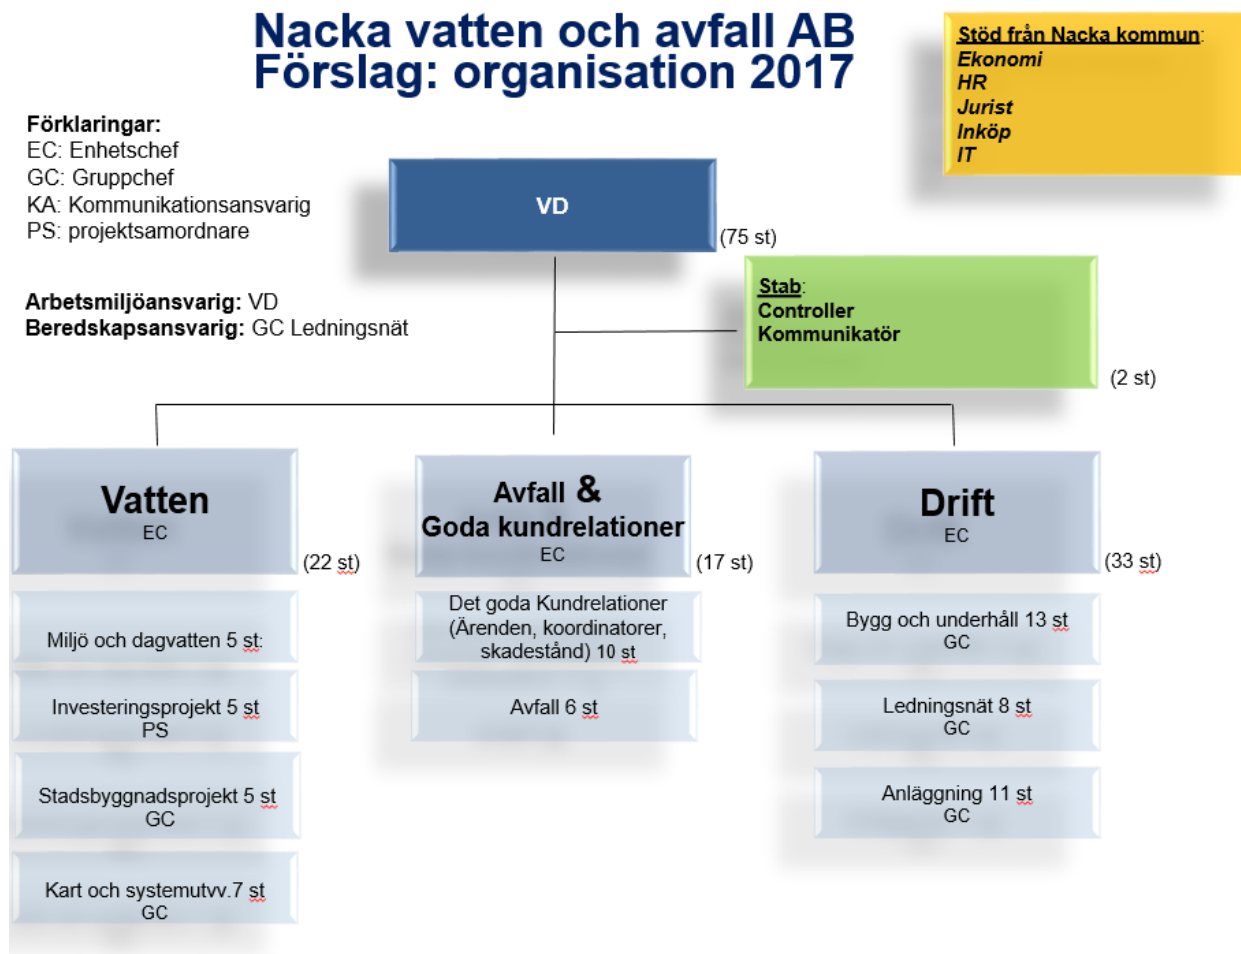 Nacka vatten och avfall AB
Förslag: organisation 2017
Stöd från Nacka kommun:
Ekonomi
HR
Jurist
Inköp
IT
Förklaringar:
EC: Enhetschef
GC: Gruppchef
KA: Kommunikationsansvarig
PS: projektsamordnare
VD
(75 st)
Arbetsmiljöansvarig: VD
Beredskapsansvarig: GC Ledningsnät
Stab:
Controller
Kommunikatör
(2 st)
Vatten
EC
(22 st)
Miljö och dagvatten 5 st:
Investeringsprojekt 5 st
PS
Stadsbyggnadsprojekt 5 st
GC
Kart och systemutvv.7 st
GC
Avfall &
Goda kundrelationer
EC
(17 st)
Det goda Kundrelationer
(Ärenden, koordinatorer,
skadestånd) 10 st
Avfall 6 st
Drift
EC
(33 st)
Bygg och underhåll 13 st
GC
Ledningsnät 8 st
GC
Anläggning 11 st
GC